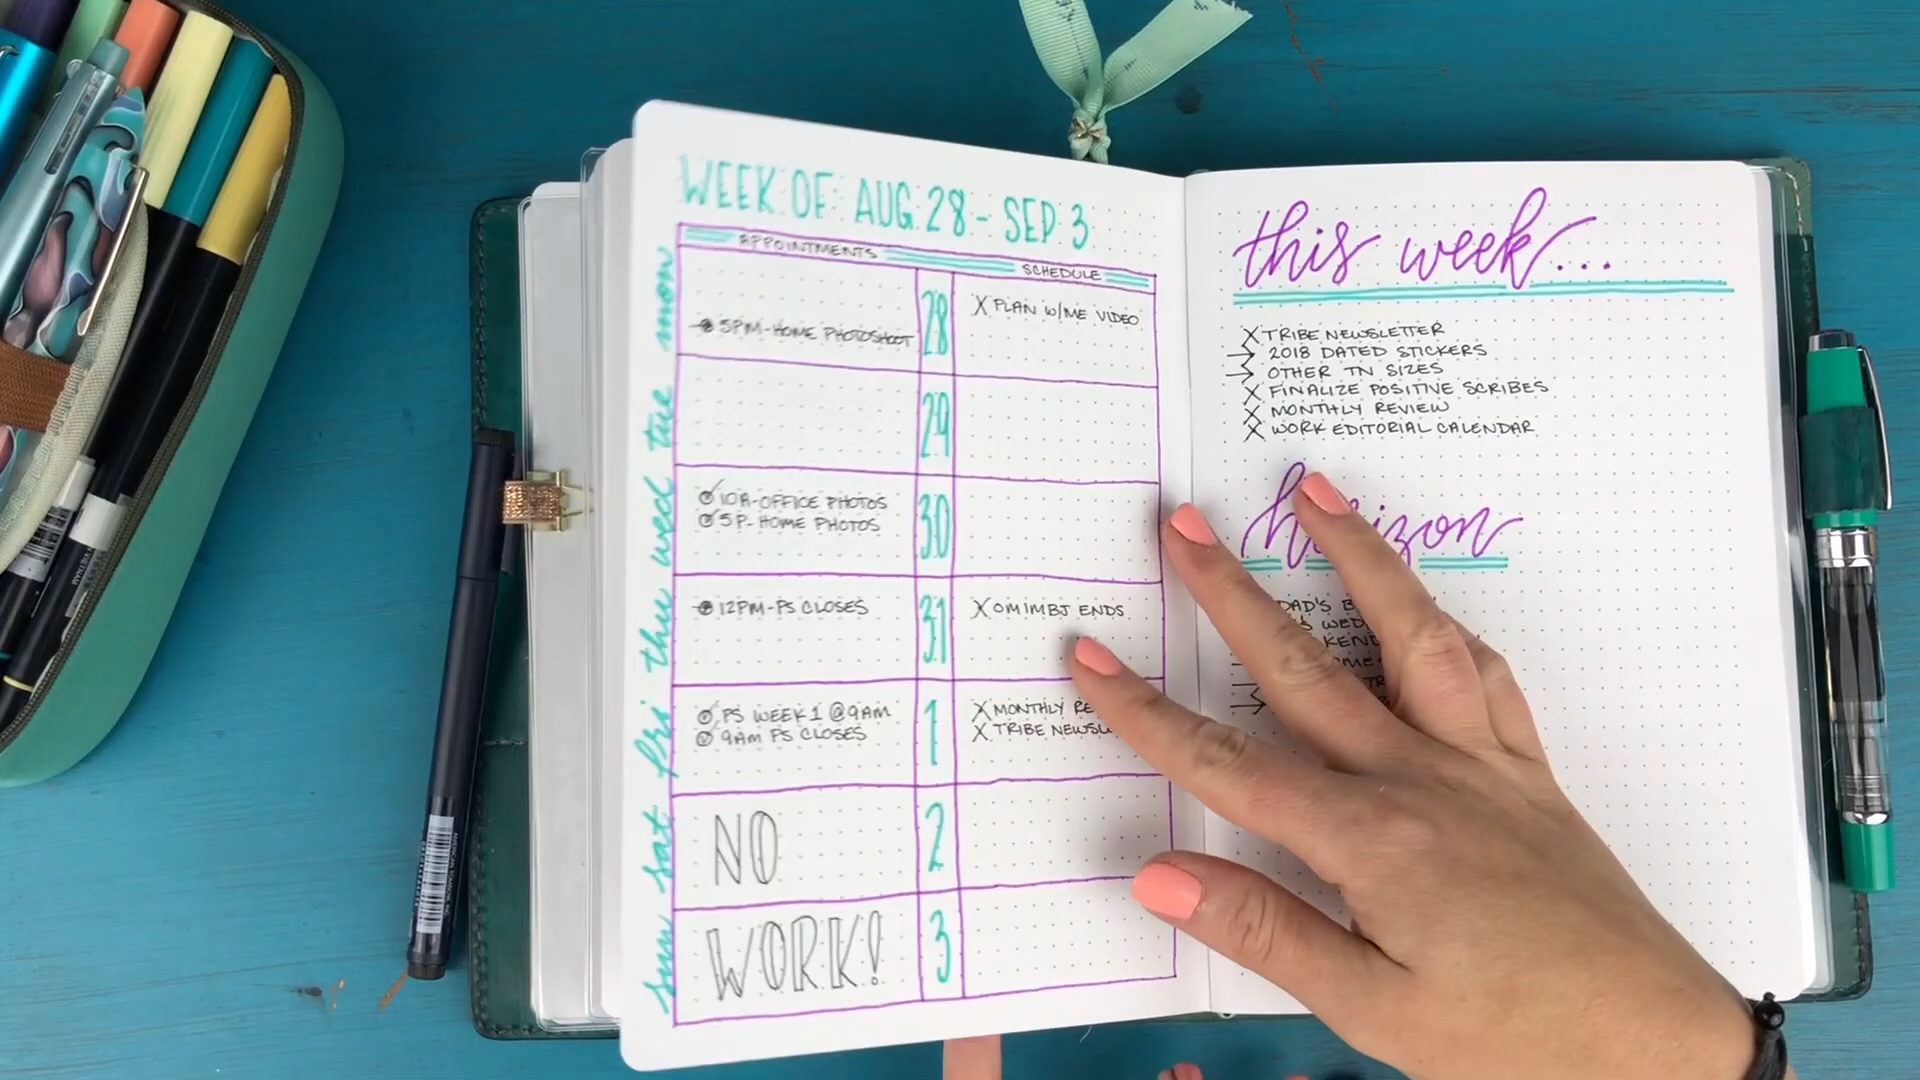 WEEK OF: AUG 28 - SEP 3
APPOINTMENTS
SCHEDULE
mon
5PM-HOME PHOTOSHOOT
28
X PLAN W/ME VIDEO
tue
29
wed
10A-OFFICE PHOTOS
5P-HOME PHOTOS
30
thu
12PM-PS CLOSES
31
X OMIMBJ ENDS
fri
PS WEEK 1 @9AM
9AM PS CLOSES
1
X MONTHLY
X TRIBE
sat
NO
2
sun
WORK!
3
this week...
X TRIBE NEWSLETTER
→ 2018 DATED STICKERS
→ OTHER TN SIZES
X FINALIZE POSITIVE SCRIBES
X MONTHLY REVIEW
X WORK EDITORIAL CALENDAR
horizon
DAD'S